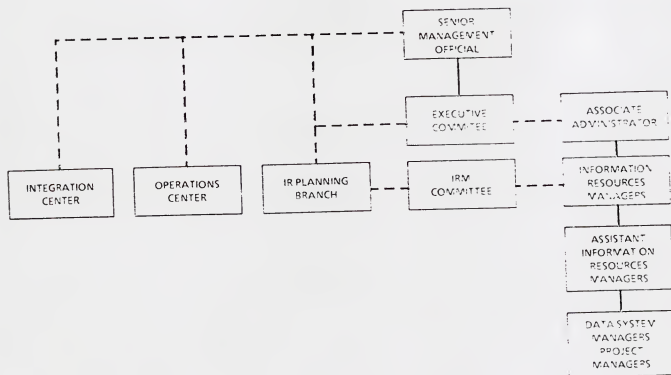 SENIOR
MANAGEMENT
OFFICIAL
EXECUTIVE
COMMITEE
ASSOCIATE
ADMINISTRATOR
INTEGRATION
CENTER
OPERATIONS
CENTER
IR PLANNING
BRANCH
IRM
COMMITTEE
INFORMATION
RESOURCES
MANAGERS
ASSISTANT
INFORMATION
RESOURCES
MANAGERS
DATA SYSTEM
MANAGERS
PROJECT
MANAGERS